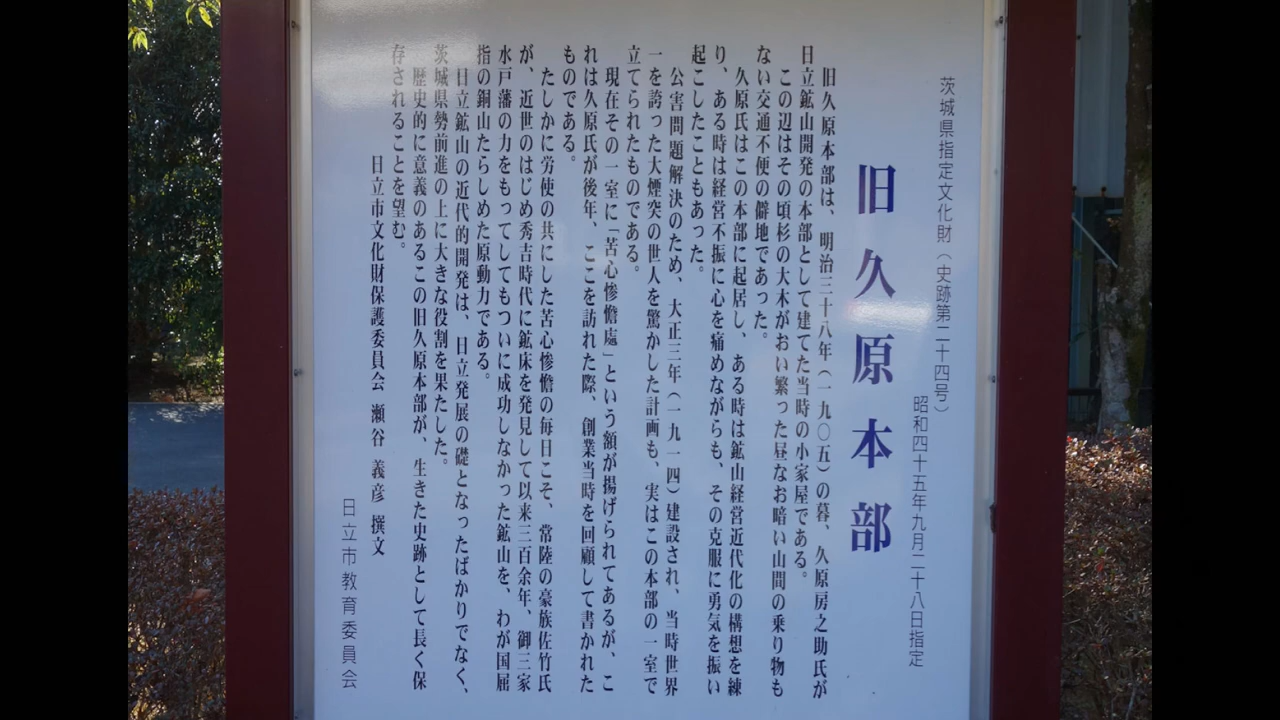 茨城県指定文化財（史跡第二十四号）
昭和四十五年九月二十八日指定
旧久原本部
旧久原本部は、明治三十八年（一九〇五）の暮、久原房之助氏が
日立鉱山開発の本部として建てた当時の小家屋である。
この辺はその頃杉の大木がおい繁った昼なお暗い山間の乗り物も
ない交通不便の僻地であった。
久原氏はこの本部に起居し、ある時は鉱山経営近代化の構想を練
り、ある時は経営不振に心を痛めながらも、その克服に勇気を振い
起こしたこともあった。
公害問題解決のため、大正三年（一九一四）建設され、当時世界
一を誇った大煙突の世人を驚かした計画も、実はこの本部の一室で
立てられたものである。
現在その一室に「苦心惨憺處」という額が揚げられてあるが、こ
れは久原氏が後年、ここを訪れた際、創業当時を回顧して書かれた
ものである。
たしかに労使の共にした苦心惨憺の毎日こそ、常陸の豪族佐竹氏
が、近世のはじめ秀吉時代に鉱床を発見して以来三百余年、御三家
水戸藩の力をもってしてもついに成功しなかった鉱山を、わが国屈
指の銅山たらしめた原動力である。
日立鉱山の近代的開発は、日立発展の礎となったばかりでなく、
茨城県勢前進の上に大きな役割を果たした。
歴史的に意義のあるこの旧久原本部が、生きた史跡として長く保
存されることを望む。
日立市文化財保護委員会 瀬谷 義彦 撰文
日立市教育委員会